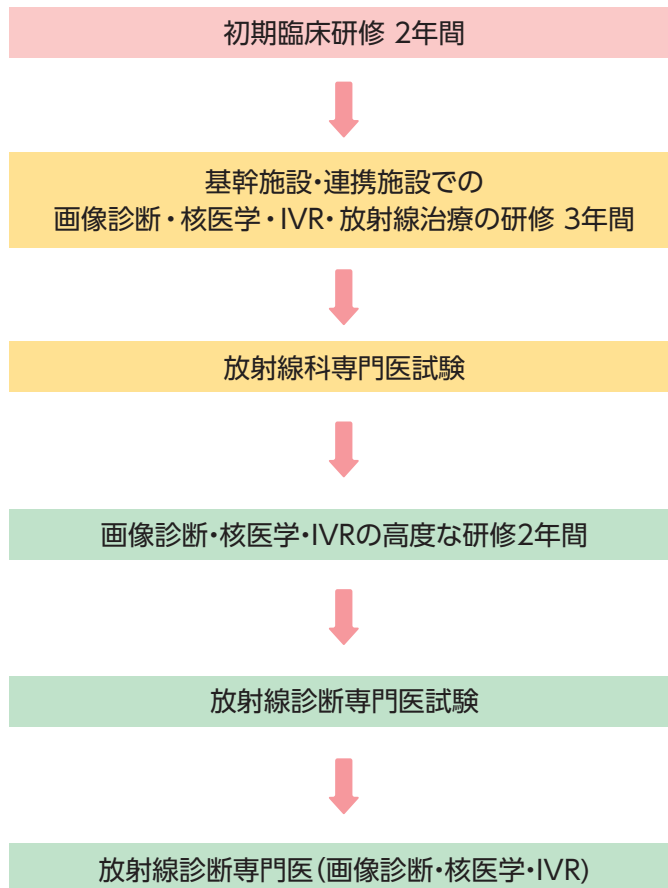 初期臨床研修 2年間
基幹施設・連携施設での
画像診断・核医学・IVR・放射線治療の研修 3年間
放射線科専門医試験
画像診断・核医学・IVRの高度な研修2年間
放射線診断専門医試験
放射線診断専門医(画像診断・核医学・IVR)